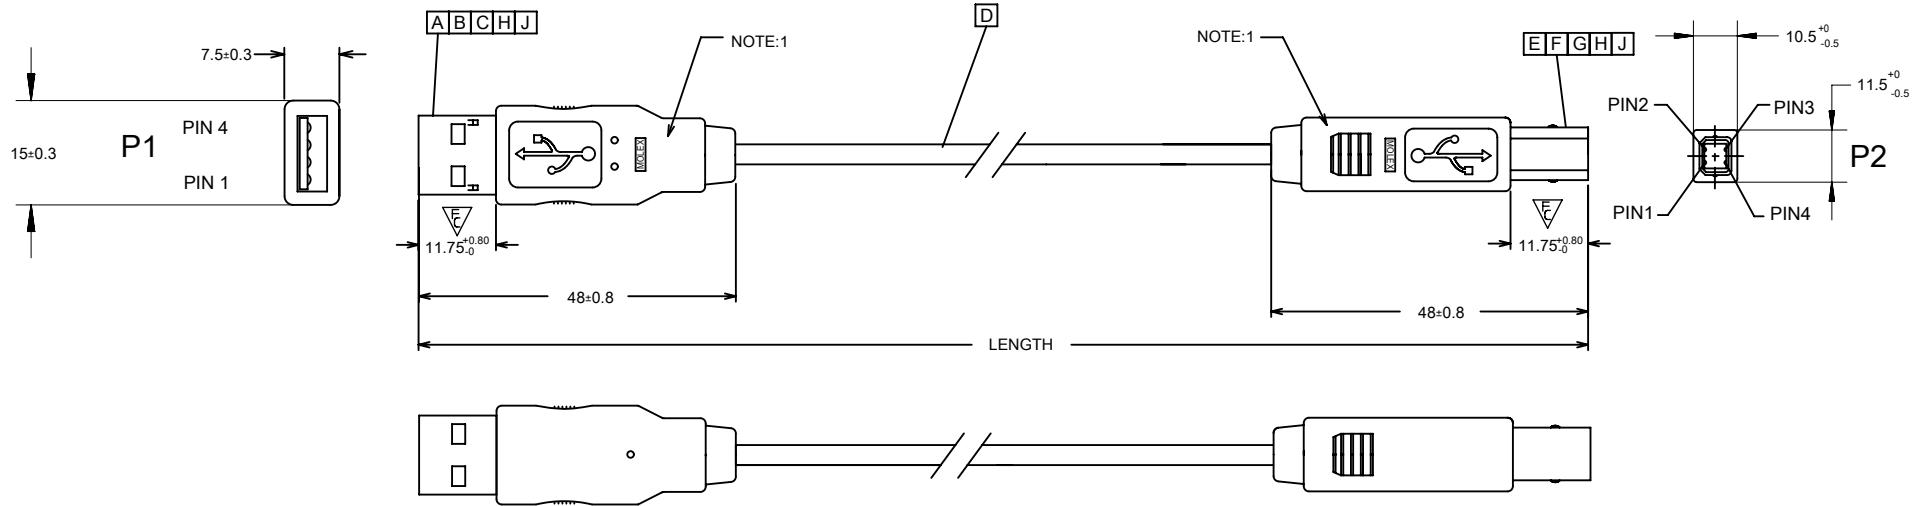 A B C H J
D
NOTE:1
NOTE:1
E F G H J
7.5±0.3
10.5 +0 -0.5
11.5 +0 -0.5
PIN 4
P1
15±0.3
PIN 1
MOLEX
MOLEX
PIN2
PIN3
P2
PIN1
PIN4
F C
F C
11.75 +0.80 -0
11.75 +0.80 -0
48±0.8
48±0.8
LENGTH